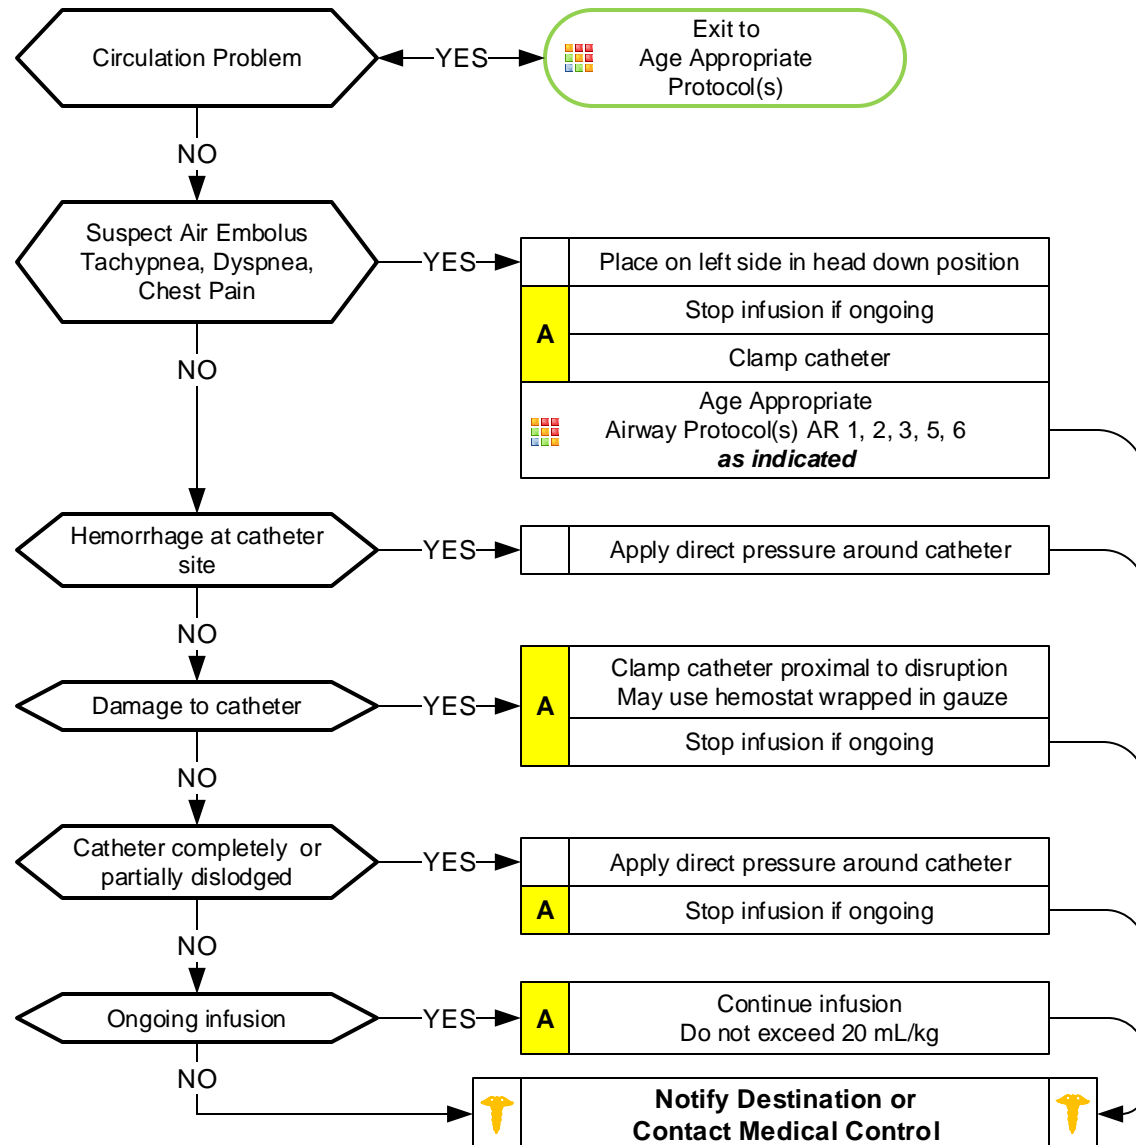 Circulation Problem
YES
Exit to
Age Appropriate
Protocol(s)
NO
Suspect Air Embolus
Tachypnea, Dyspnea,
Chest Pain
YES
Place on left side in head down position
A
Stop infusion if ongoing
Clamp catheter
Age Appropriate
Airway Protocol(s) AR 1, 2, 3, 5, 6
as indicated
NO
Hemorrhage at catheter
site
YES
Apply direct pressure around catheter
NO
Damage to catheter
YES
A
Clamp catheter proximal to disruption
May use hemostat wrapped in gauze
Stop infusion if ongoing
NO
Catheter completely or
partially dislodged
YES
Apply direct pressure around catheter
A
Stop infusion if ongoing
NO
Ongoing infusion
YES
A
Continue infusion
Do not exceed 20 mL/kg
NO
Notify Destination or
Contact Medical Control